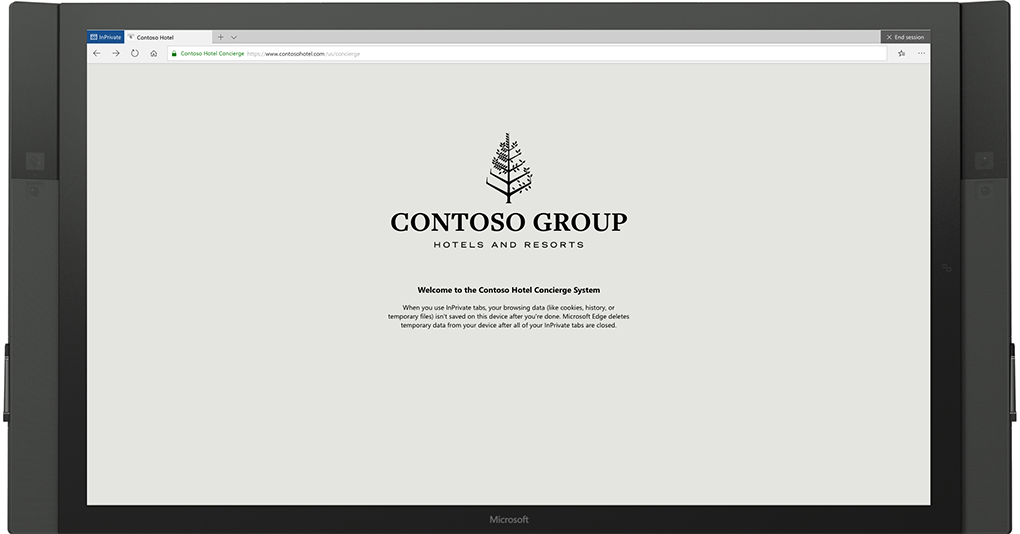 InPrivate
Contoso Hotel
End session
Contoso Hotel Concierge https://www.contosohotel.com/us/concierge
CONTOSO GROUP
HOTELS AND RESORTS
Welcome to the Contoso Hotel Concierge System
When you use InPrivate tabs, your browsing data (like cookies, history, or
temporary files) isn't saved on this device after you're done. Microsoft Edge deletes
temporary data from your device after all of your InPrivate tabs are closed.
Microsoft